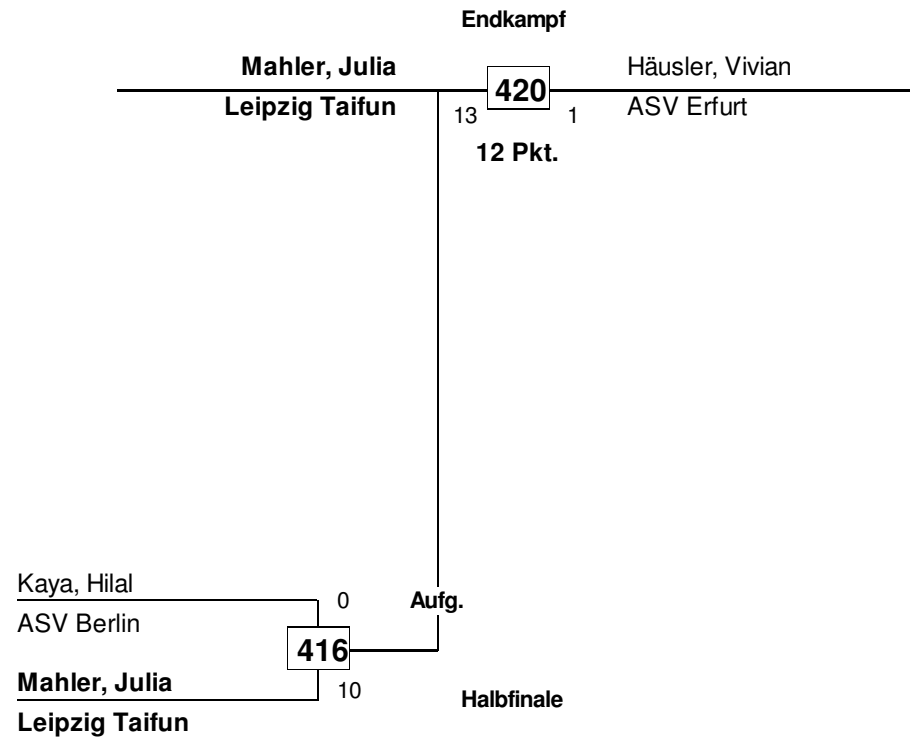 Endkampf
Mahler, Julia
Häusler, Vivian
420
Leipzig Taifun
ASV Erfurt
13
1
12 Pkt.
Kaya, Hilal
0
Aufg.
ASV Berlin
416
Mahler, Julia
10
Halbfinale
Leipzig Taifun